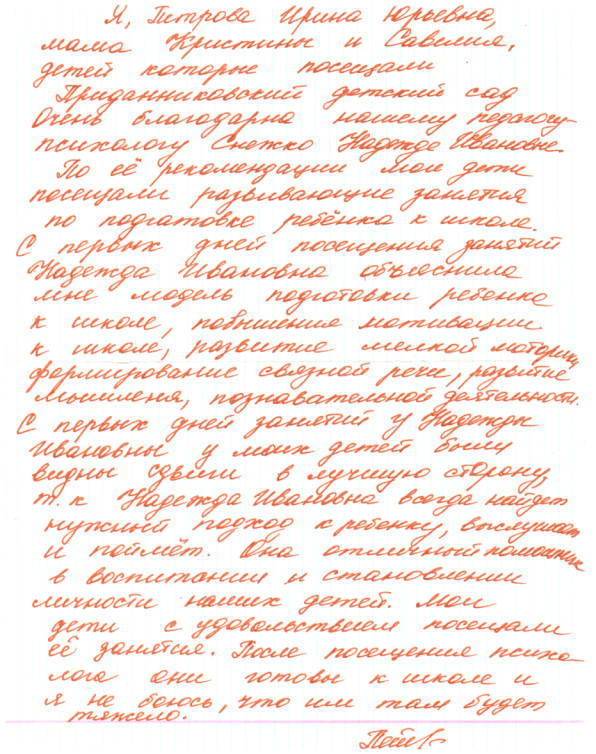 Я, Петрова Ирина Юрьевна,
мама Кристины и Савелия,
детей которые посещали
Приданниковский детский сад
Очень благодарна нашему педагогу-
психологу Снежко Надежде Ивановне.
По её рекомендации мои дети
посещали развивающие занятия
по подготовке ребёнка к школе.
С первых дней посещения занятий
Надежда Ивановна объяснила
мне модель подготовки ребенка
к школе, повышения мотивации
к школе, развитие мелкой моторики
формирование связной речи, развитие
мышления, познавательной деятельности.
С первых дней занятий у Надежды
Ивановны у моих детей были
видны сдвиги в лучшую сторону,
т. к Надежда Ивановна всегда найдет
нужный подход к ребенку, выслушает
и поймёт. Она отличный помощник
в воспитании и становлении
личности наших детей. Мои
дети с удовольствием посещали
её занятия. После посещения психо-
лога они готовы к школе и
я не боюсь, что им там будет
тяжело.